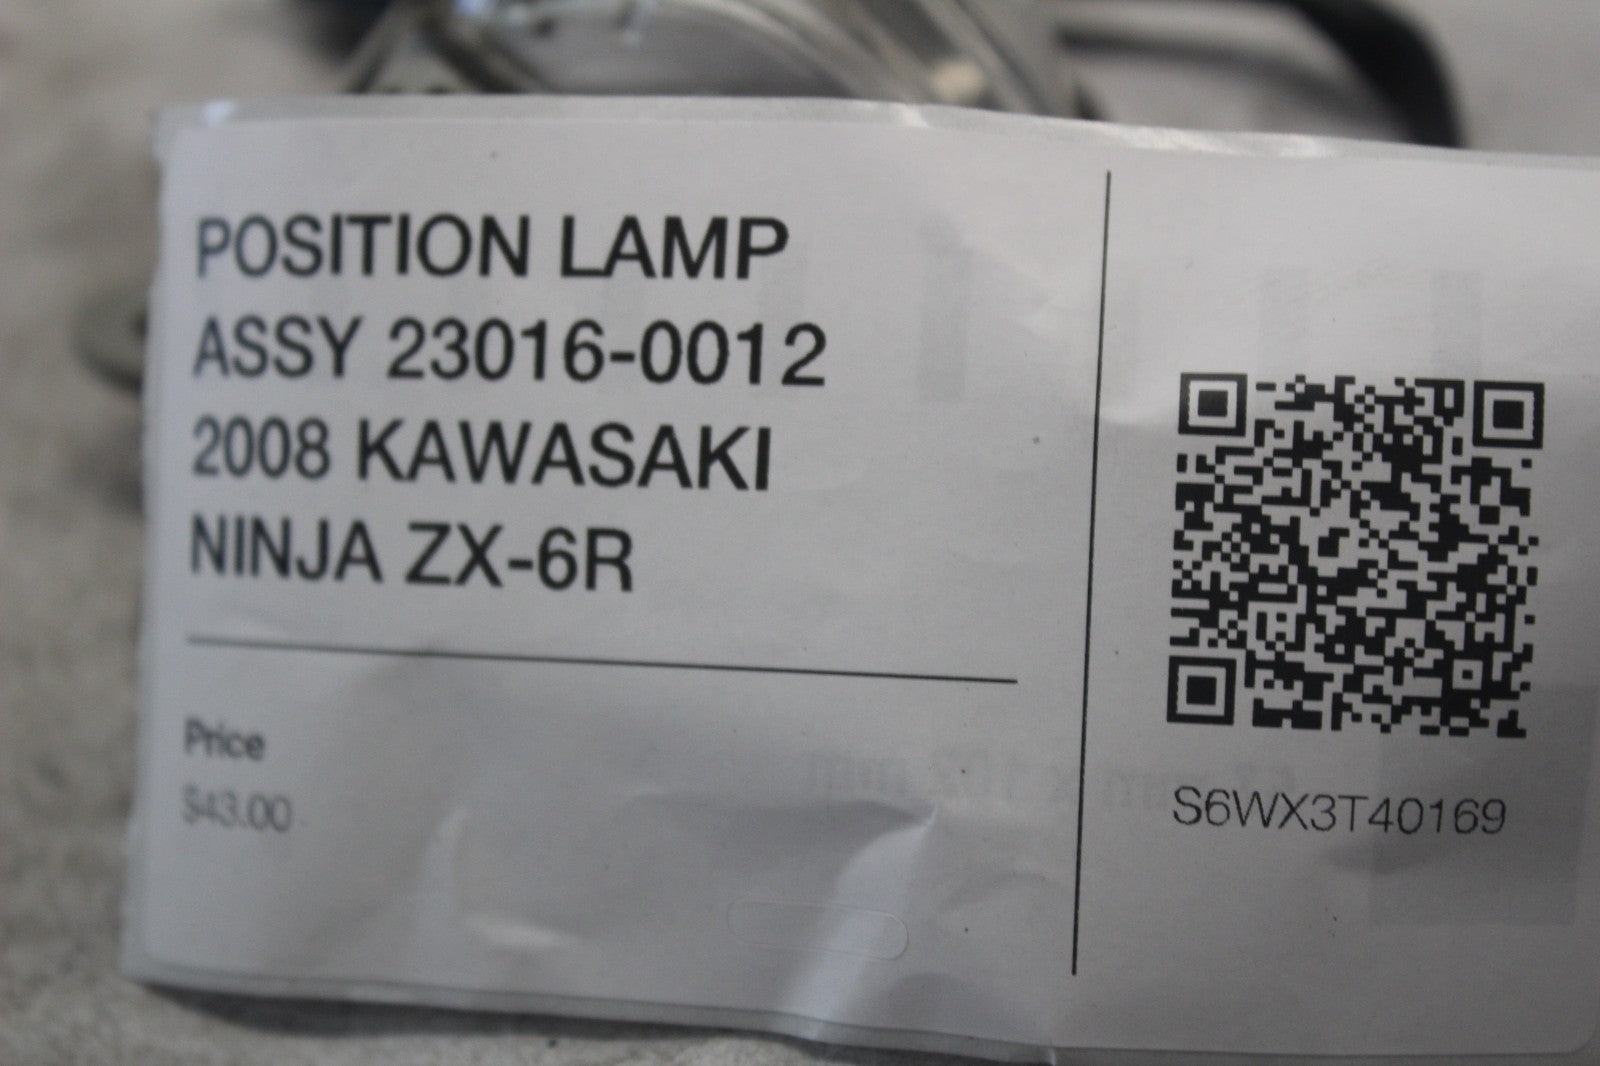 POSITION LAMP
ASSY 23016-0012
2008 KAWASAKI
NINJA ZX-6R
Price
$43.00
S6WX3T40169